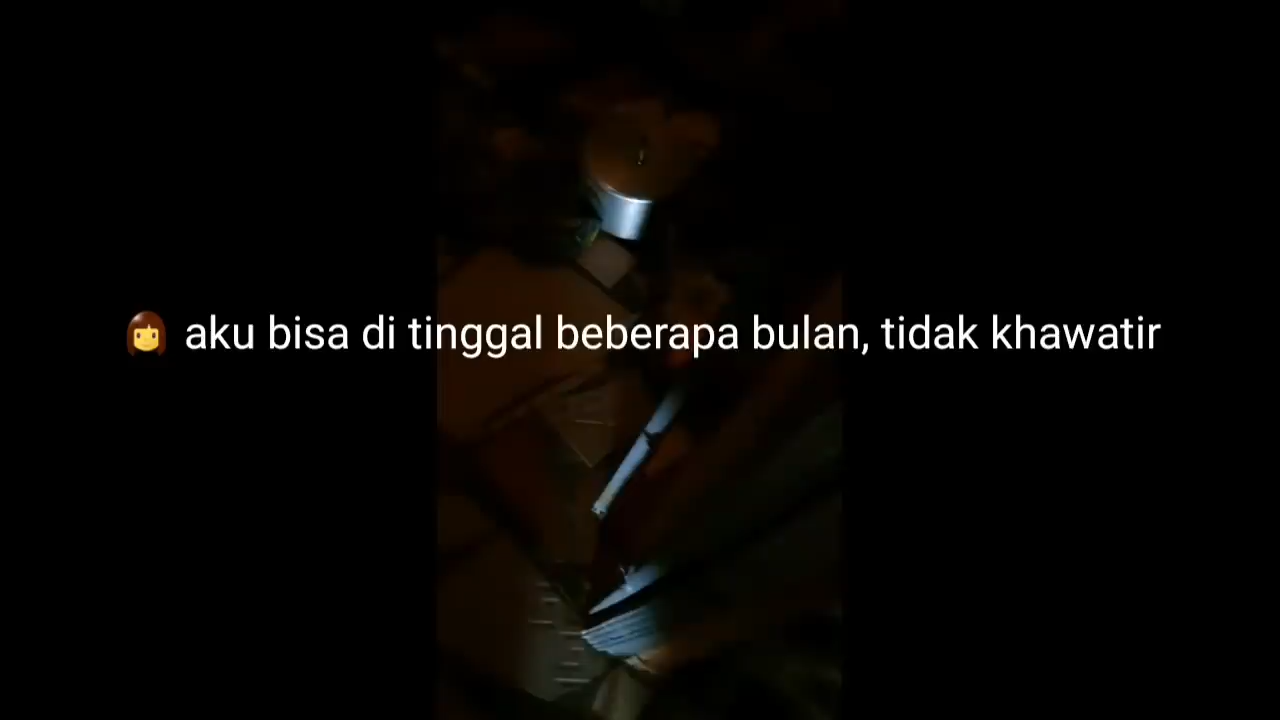 👩 aku bisa di tinggal beberapa bulan, tidak khawatir